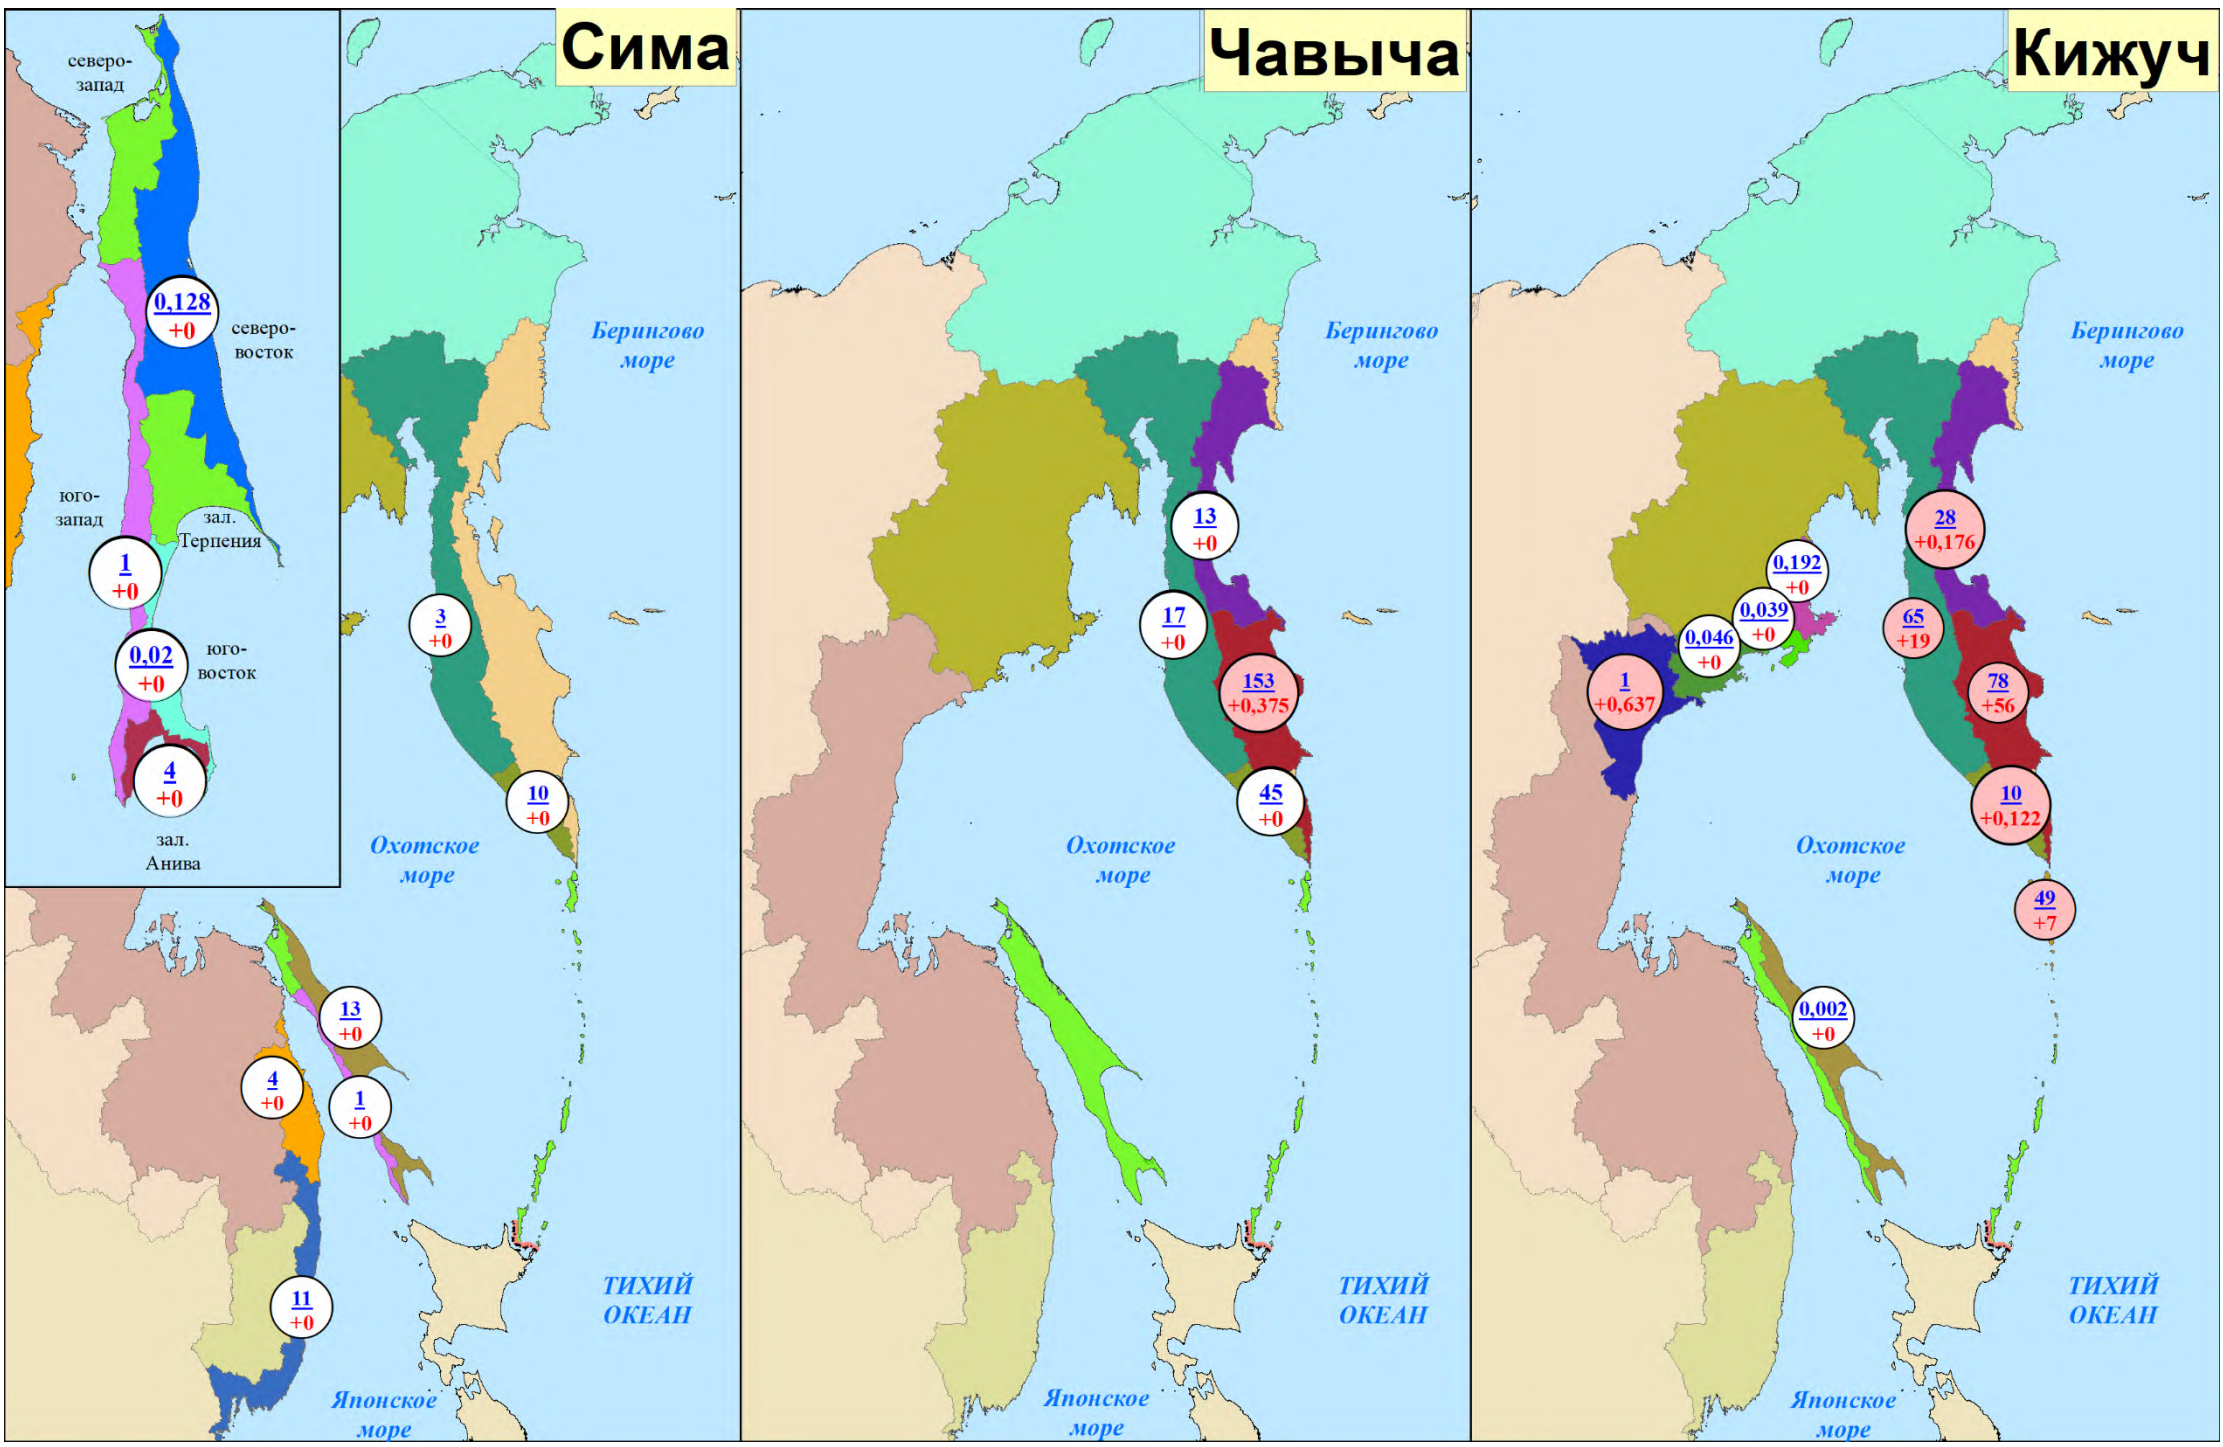 Сима
северо-
запад
0,128
+0
северо-
восток
юго-
запад
зал.
Терпения
1
+0
0,02
+0
юго-
восток
4
+0
зал.
Анива
Берингово
море
3
+0
10
+0
Охотское
море
13
+0
4
+0
1
+0
11
+0
ТИХИЙ
ОКЕАН
Японское
море
Чавыча
Берингово
море
13
+0
17
+0
153
+0,375
45
+0
Охотское
море
ТИХИЙ
ОКЕАН
Японское
море
Кижуч
Берингово
море
28
+0,176
0,192
+0
0,039
+0
0,046
+0
65
+19
1
+0,637
78
+56
10
+0,122
Охотское
море
49
+7
0,002
+0
ТИХИЙ
ОКЕАН
Японское
море